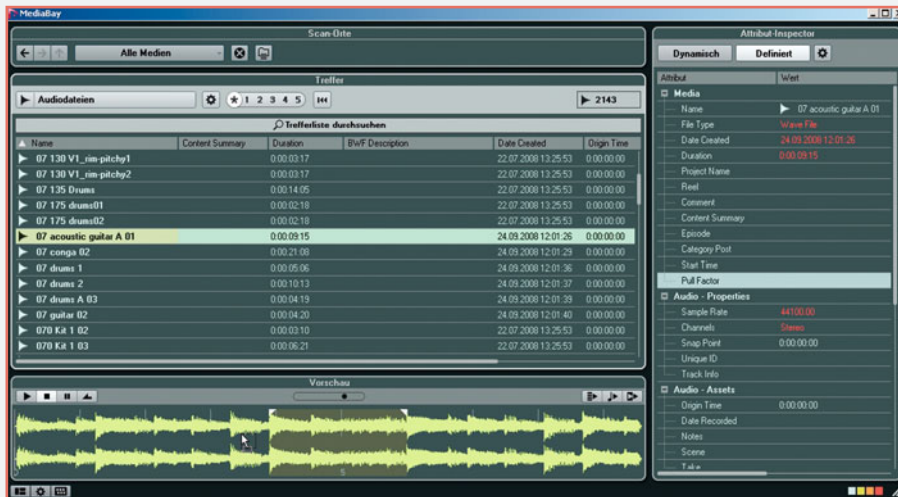 MediaBay
Scan-Orte
Alle Medien
Treffer
Audiodateien
1 2 3 4 5
2143
Trefferliste durchsuchen
Name Content Summary Duration BWF Description Date Created Origin Time
07 130 V1_rim-pitchy1 0:00:03:17 22.07.2008 13:25:53 0:00:00:00
07 130 V1_rim-pitchy2 0:00:03:17 22.07.2008 13:25:53 0:00:00:00
07 135 Drums 0:00:14:05 22.07.2008 13:25:53 0:00:00:00
07 175 drums01 0:00:02:18 22.07.2008 13:25:53 0:00:00:00
07 175 drums02 0:00:02:18 22.07.2008 13:25:53 0:00:00:00
07 acoustic guitar A 01 0:00:09:15 24.09.2008 12:01:26 0:00:00:00
07 conga 02 0:00:21:08 24.09.2008 12:01:29 0:00:00:00
07 drums 1 0:00:05:06 24.09.2008 12:01:36 0:00:00:00
07 drums 2 0:00:10:13 24.09.2008 12:01:37 0:00:00:00
07 drums A 03 0:00:04:19 24.09.2008 12:01:39 0:00:00:00
07 guitar 02 0:00:04:20 24.09.2008 12:01:40 0:00:00:00
070 Kit 1 02 0:00:03:10 22.07.2008 13:25:53 0:00:00:00
070 Kit 1 03 0:00:06:21 22.07.2008 13:25:53 0:00:00:00
Vorschau
S
Attribut-Inspector
Dynamisch Definiert
Attribut Wert
Media
Name 07 acoustic guitar A 01
File Type Wave File
Date Created 24.09.2008 12:01:26
Duration 0:00:09:15
Project Name
Reel
Comment
Content Summary
Episode
Category Post
Start Time
Pull Factor
Audio - Properties
Sample Rate 44100.00
Channels Stereo
Snap Point 0:00:00:00
Unique ID
Track Info
Audio - Assets
Origin Time 0:00:00:00
Date Recorded
Notes
Scene
Take